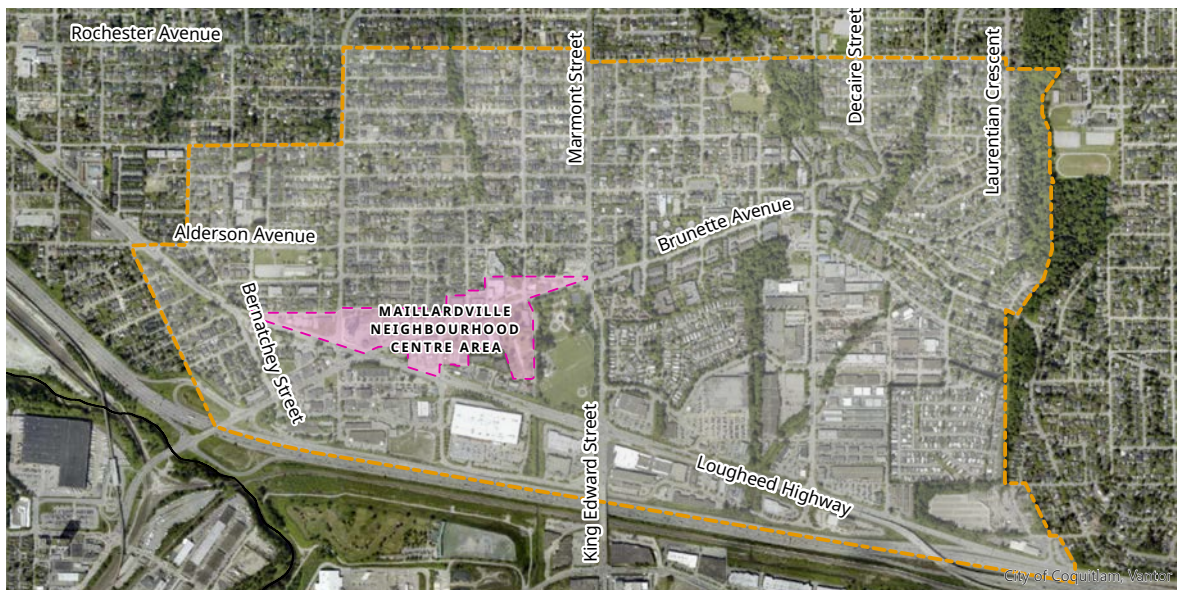 Rochester Avenue
Marmont Street
Decaire Street
Laurentian Crescent
Alderson Avenue
Brunette Avenue
Bernatchey Street
MAILLARDVILLE
NEIGHBOURHOOD
CENTRE AREA
King Edward Street
Lougheed Highway
City of Coquitlam, Vantor